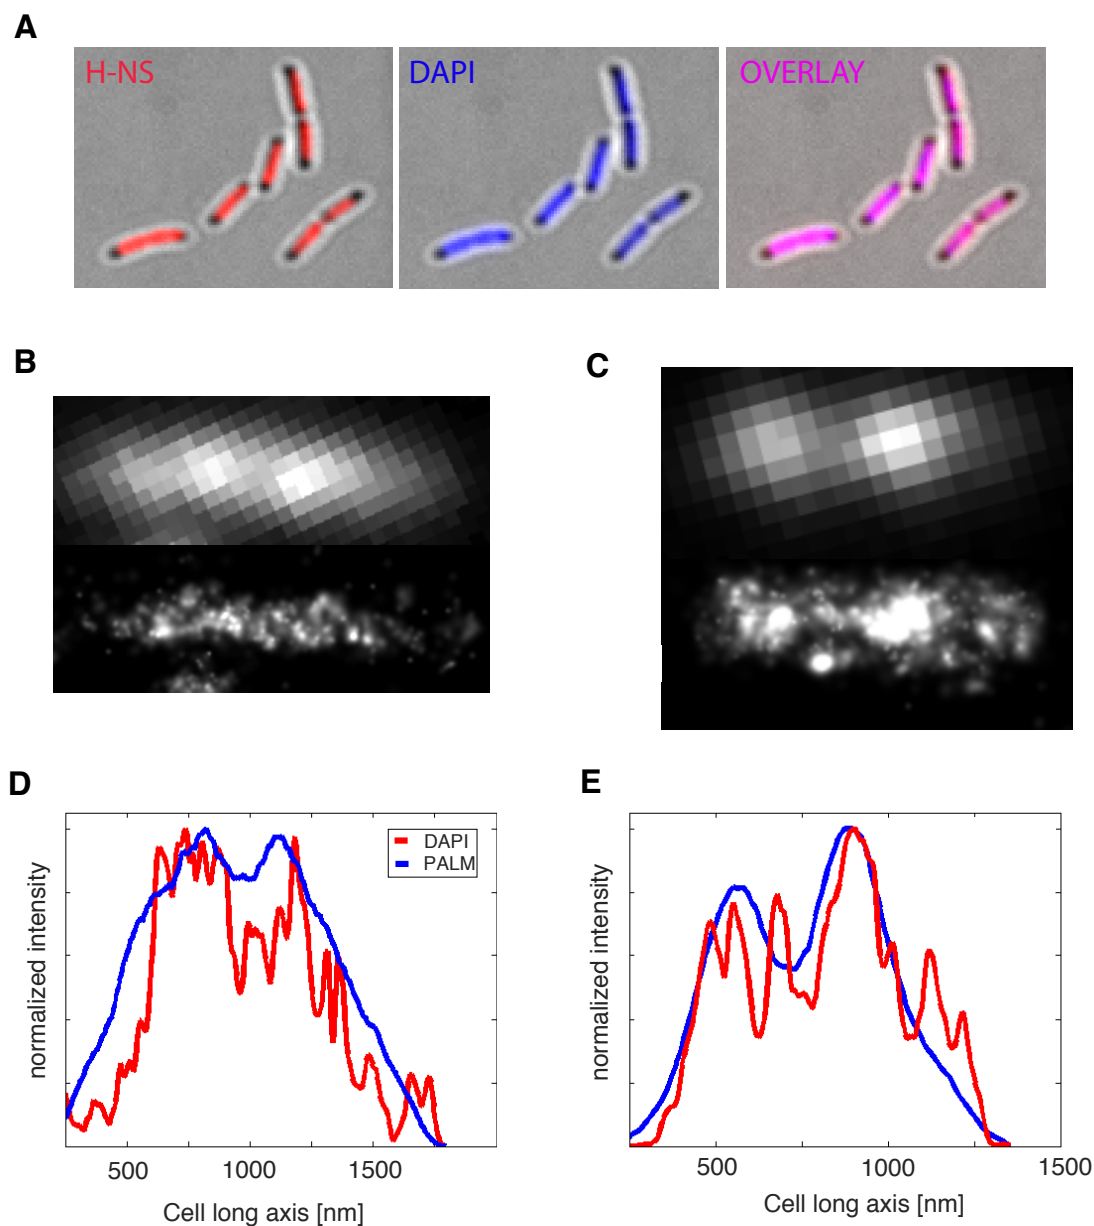 A
H-NS
DAPI
OVERLAY
B
C
D
E
normalized intensity
DAPI
PALM
500
1000
1500
Cell long axis [nm]
normalized intensity
500
1000
1500
Cell long axis [nm]